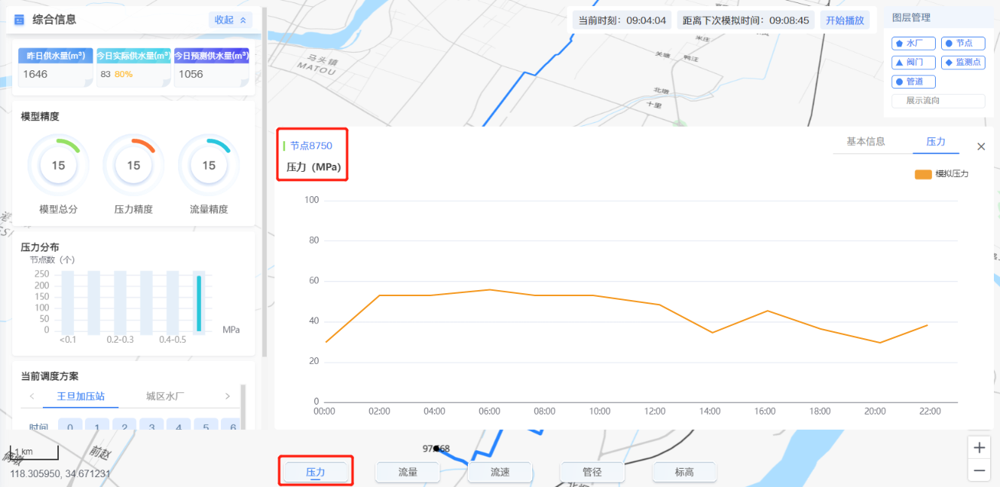 综合信息
收起
昨日供水量(m³)
今日实际供水量(m³)
今日预测供水量(m³)
1646
83 80%
1056
模型精度
15
15
15
模型总分
压力精度
流量精度
压力分布
节点数（个）
250
200
150
100
50
0
<0.1
0.2-0.3
0.4-0.5
MPa
当前调度方案
王旦加压站
城区水厂
时间 0 1 2 3 4 5 6
当前时刻：09:04:04
距离下次模拟时间：09:08:45
开始播放
图层管理
水厂
节点
阀门
监测点
管道
展示流向
马头镇
MATOU
关塘
鸭汪
北墩
十里
节点8750
压力（MPa）
基本信息
压力
模拟压力
100
80
60
40
20
0
00:00
02:00
04:00
06:00
08:00
10:00
12:00
14:00
16:00
18:00
20:00
22:00
1 km
前赵
118.305950, 34.671231
压力
流量
流速
管径
标高